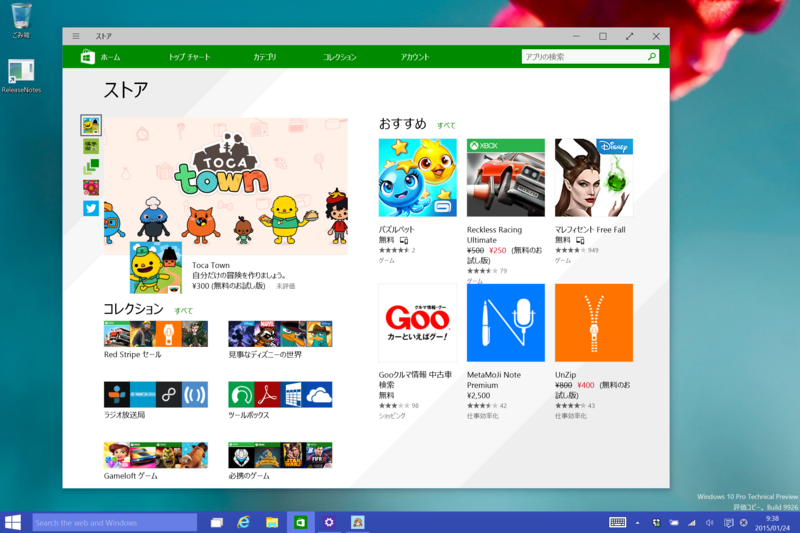 ごみ箱
ReleaseNotes
ストア
ホーム
トップ チャート
カテゴリ
コレクション
アカウント
アプリの検索
ストア
TOCA
town
Toca Town
自分だけの冒険を作りましょう。
¥300 (無料のお試し版)
未評価
コレクション
すべて
Red Stripe セール
見事なディズニーの世界
ラジオ放送局
ツールボックス
Gameloft ゲーム
必携のゲーム
おすすめ
すべて
パズルペット
無料
2
ゲーム
XBOX
Reckless Racing
Ultimate
¥500 ¥250 (無料のお
試し版)
79
ゲーム
Disney
マレフィセント Free Fall
無料
949
ゲーム
クルマ情報・グー
Goo
カーといえばグー!
Gooクルマ情報 中古車
検索
無料
98
ショッピング
MetaMoJi Note
Premium
¥2,500
42
仕事効率化
UnZip
¥800 ¥400 (無料のお
試し版)
43
仕事効率化
Windows 10 Pro Technical Preview
評価コピー。Build 9926
Search the web and Windows
9:38
2015/01/24